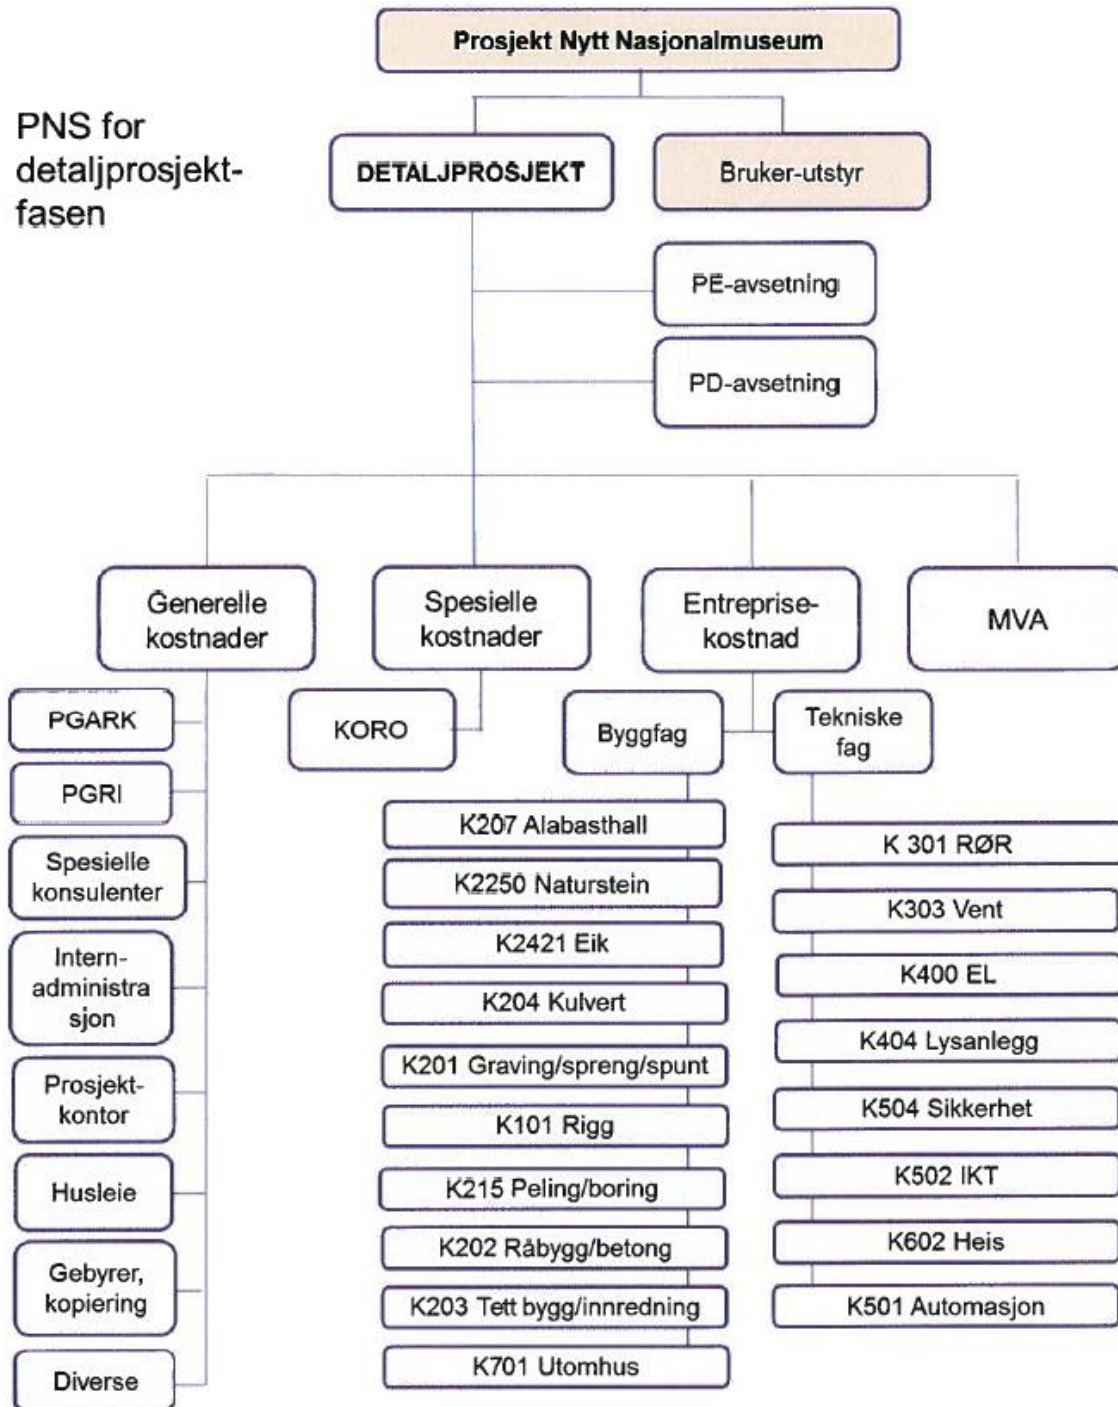 Prosjekt Nytt Nasjonalmuseum
PNS for
detaljprosjekt-
fasen
DETALJPROSJEKT
Bruker-utstyr
PE-avsetning
PD-avsetning
Generelle
kostnader
Spesielle
kostnader
Entreprise-
kostnad
MVA
PGARK
PGRI
Spesielle
konsulenter
Intern-
administra
sjon
Prosjekt-
kontor
Husleie
Gebyrer,
kopiering
Diverse
KORO
Byggfag
Tekniske
fag
K207 Alabasthall
K2250 Naturstein
K2421 Eik
K204 Kulvert
K201 Graving/spreng/spunt
K101 Rigg
K215 Peling/boring
K202 Råbygg/betong
K203 Tett bygg/innredning
K701 Utomhus
K 301 RØR
K303 Vent
K400 EL
K404 Lysanlegg
K504 Sikkerhet
K502 IKT
K602 Heis
K501 Automasjon